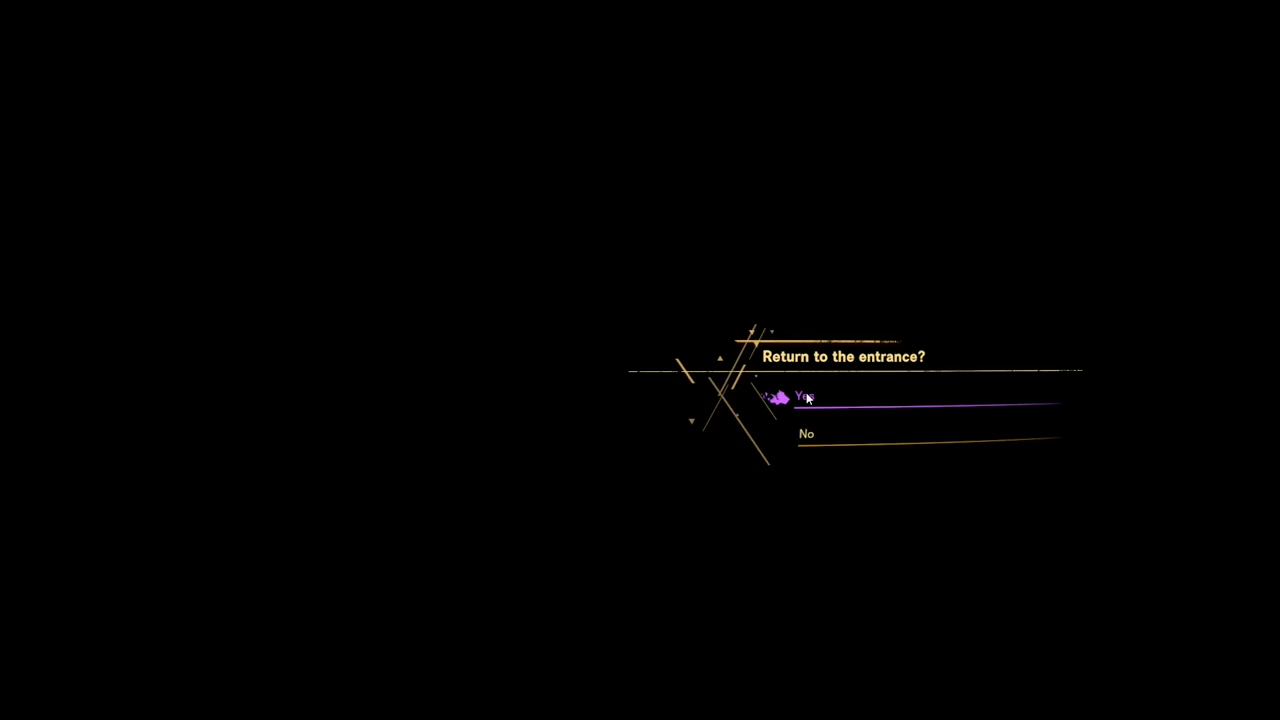 Return to the entrance?
Yes
No